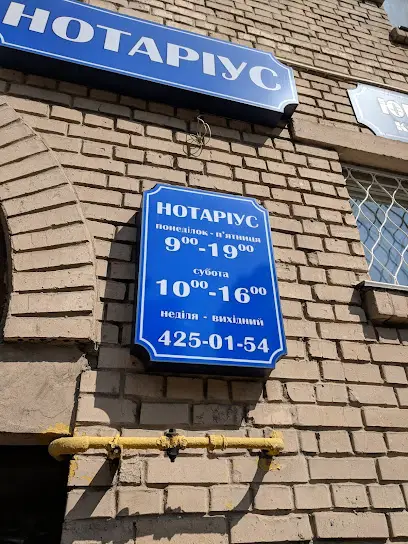 НОТАРІУС
НОТАРІУС
понеділок - п'ятниця
9⁰⁰-19⁰⁰
субота
10⁰⁰-16⁰⁰
неділя - вихідний
425-01-54